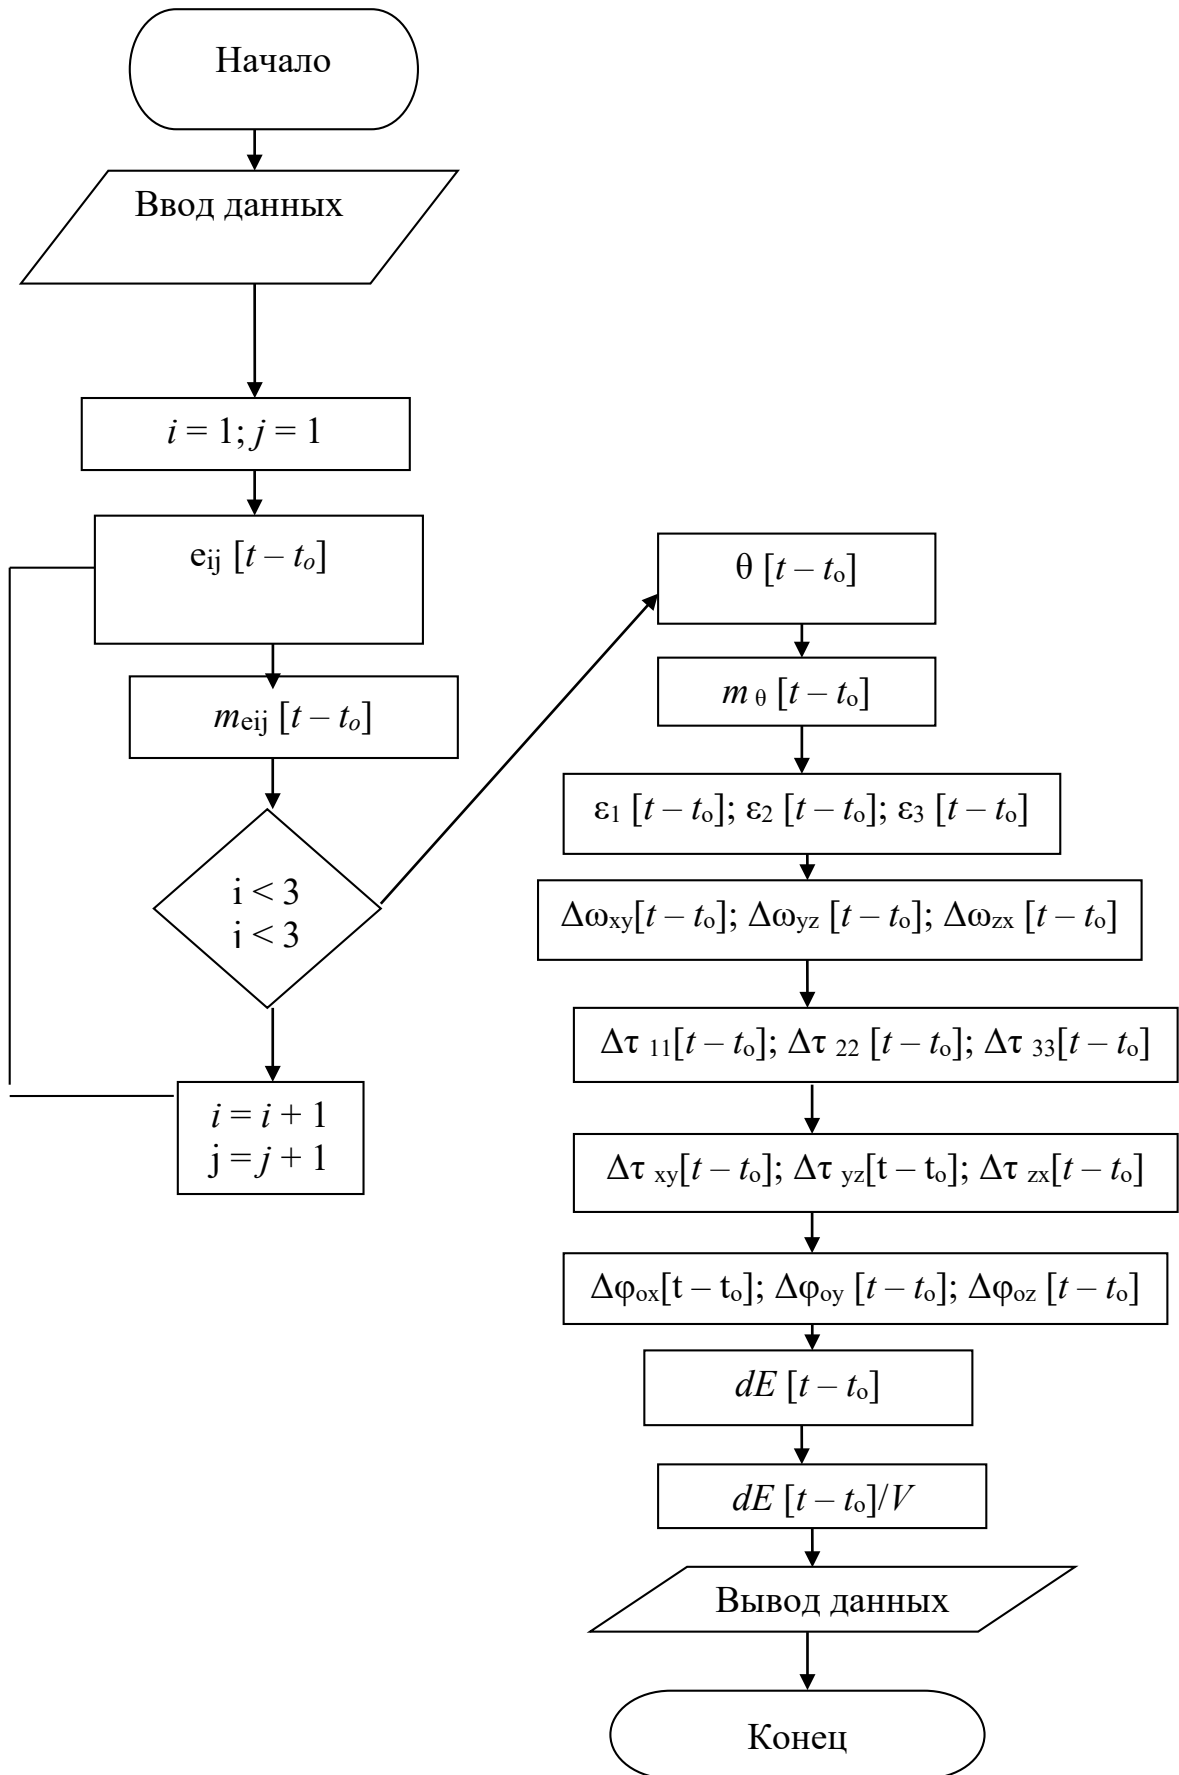 Начало
Ввод данных
i = 1; j = 1
eij [t – to]
meij [t – to]
i < 3
j < 3
i = i + 1
j = j + 1
θ [t – to]
m θ [t – to]
ε1 [t – to]; ε2 [t – to]; ε3 [t – to]
Δωxy[t – to]; Δωyz [t – to]; Δωzx [t – to]
Δτ 11[t – to]; Δτ 22 [t – to]; Δτ 33[t – to]
Δτ xy[t – to]; Δτ yz[t – to]; Δτ zx[t – to]
Δφox[t – to]; Δφoy [t – to]; Δφoz [t – to]
dE [t – to]
dE [t – to]/V
Вывод данных
Конец